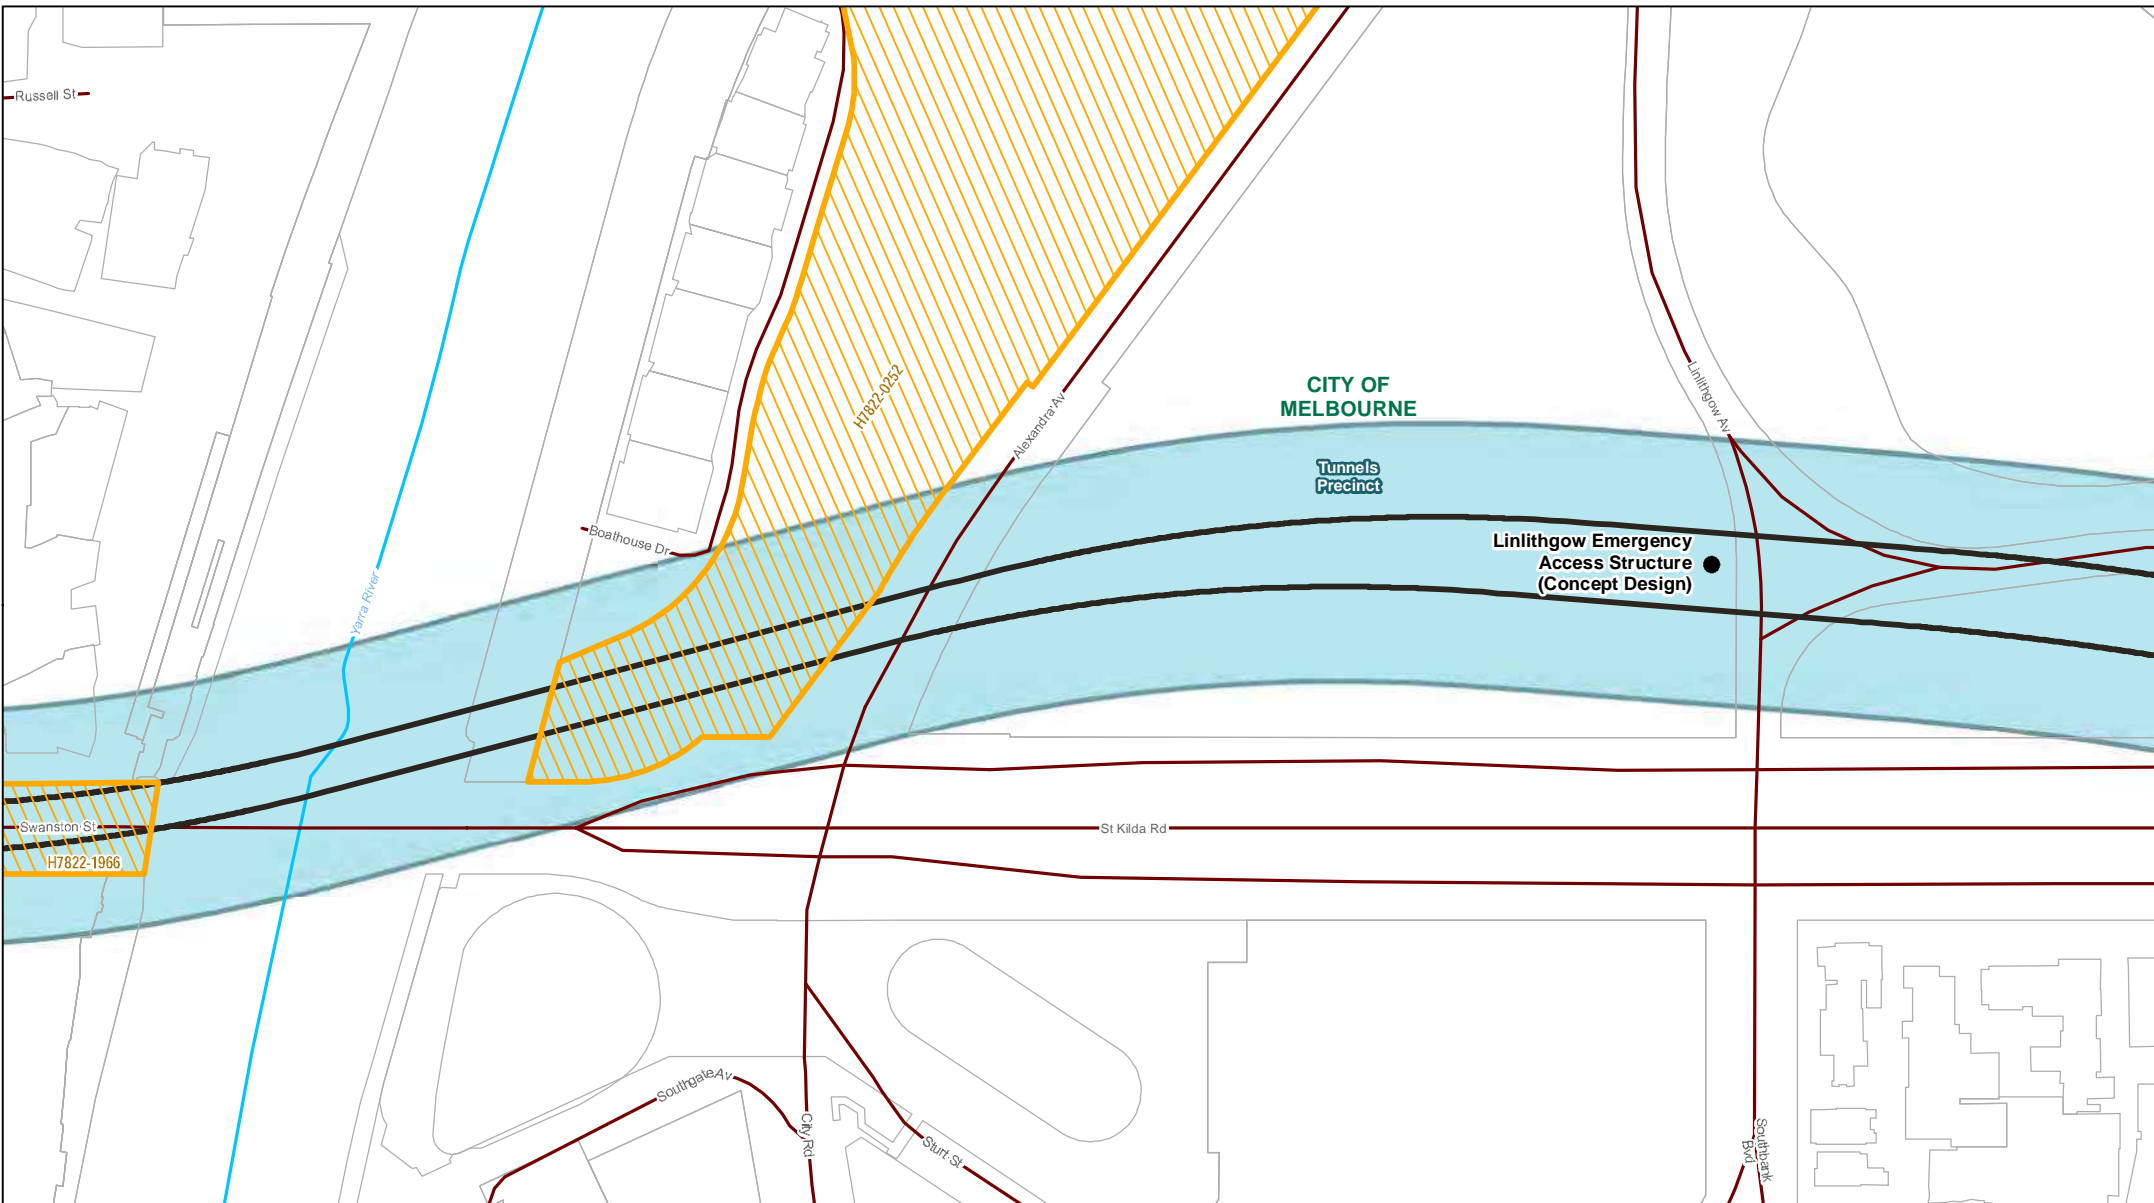 Russell St
H7822-0252
Alexandra Av
Linlithgow Av
CITY OF
MELBOURNE
Tunnels
Precinct
Boathouse Dr
Linlithgow Emergency
Access Structure
(Concept Design)
Yarra River
Swanston St
St Kilda Rd
H7822-1966
Southgate Av
City Rd
Sturt St
Southbank
Bvd